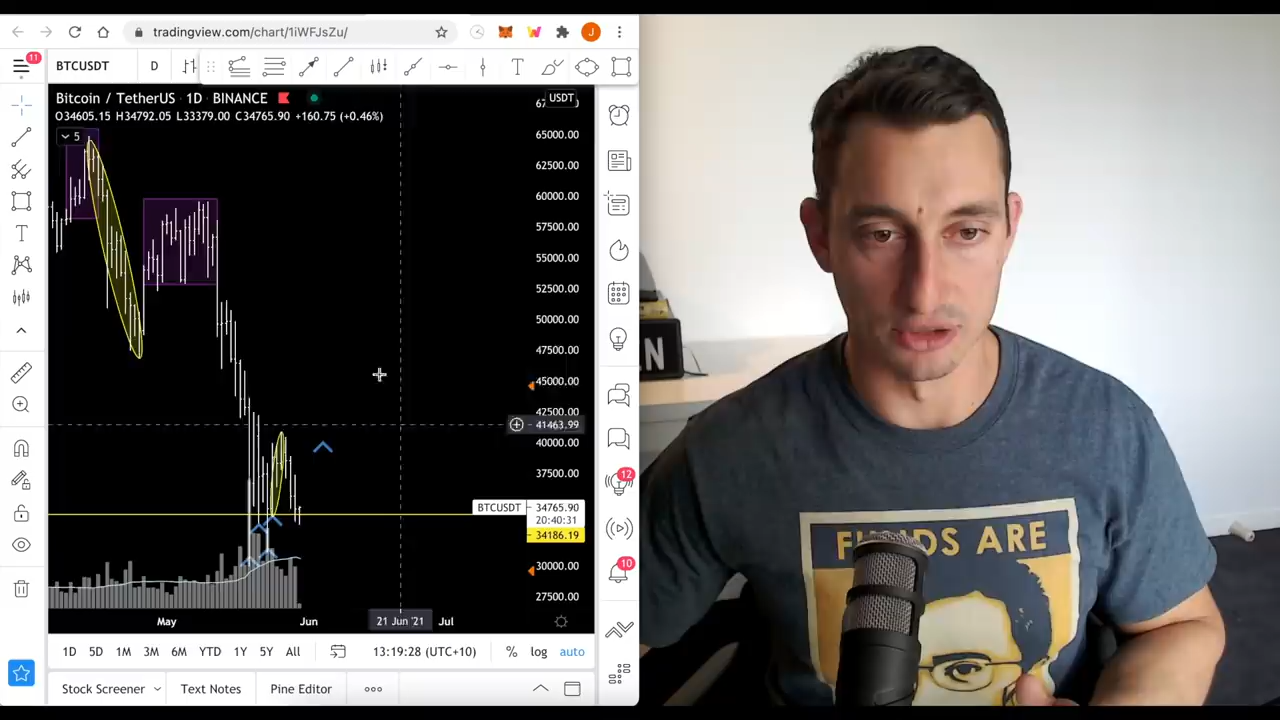 tradingview.com/chart/1iWFJsZu/
J
11
BTCUSDT
D
T
Bitcoin / TetherUS · 1D · BINANCE
USDT
O34605.15 H34792.05 L33379.00 C34765.90 +160.75 (+0.46%)
5
65000.00
62500.00
60000.00
57500.00
55000.00
52500.00
50000.00
47500.00
45000.00
42500.00
41463.99
40000.00
37500.00
BTCUSDT
34765.90
20:40:31
34186.19
30000.00
27500.00
May
Jun
21 Jun '21
Jul
12
10
1D 5D 1M 3M 6M YTD 1Y 5Y All
13:19:28 (UTC+10)
% log auto
Stock Screener
Text Notes
Pine Editor
N
FUNDS ARE